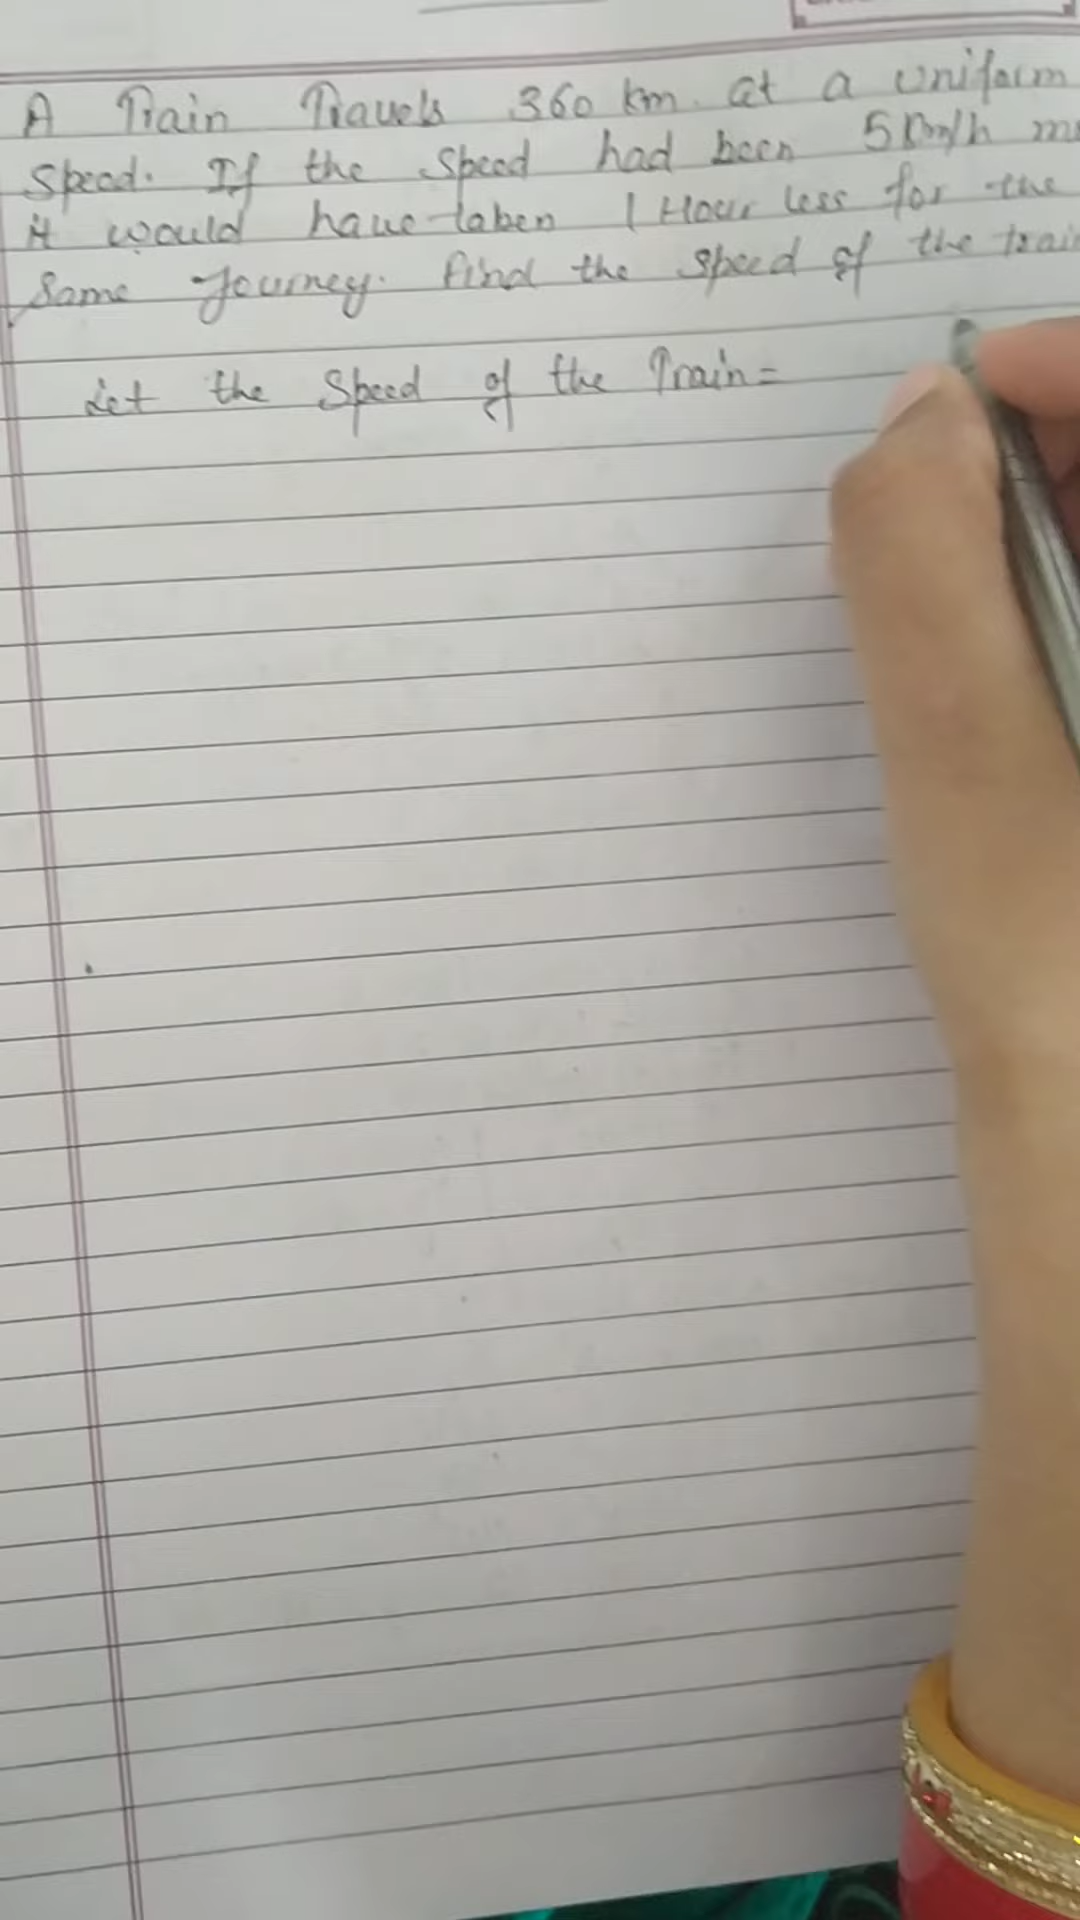 A Train Travels 360 km. at a uniform
speed. If the speed had been 5 km/h
it would have taken 1 Hour less for the
Same Journey. find the speed of the train
Let the Speed of the Train=